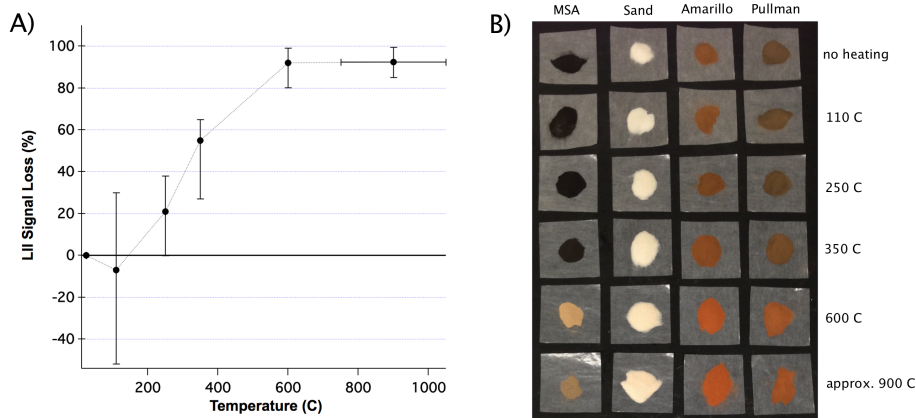 A)
100
80
60
40
20
0
-20
-40
LII Signal Loss (%)
200
400
600
800
1000
Temperature (C)
B)
MSA Sand Amarillo Pullman
no heating
110 C
250 C
350 C
600 C
approx. 900 C